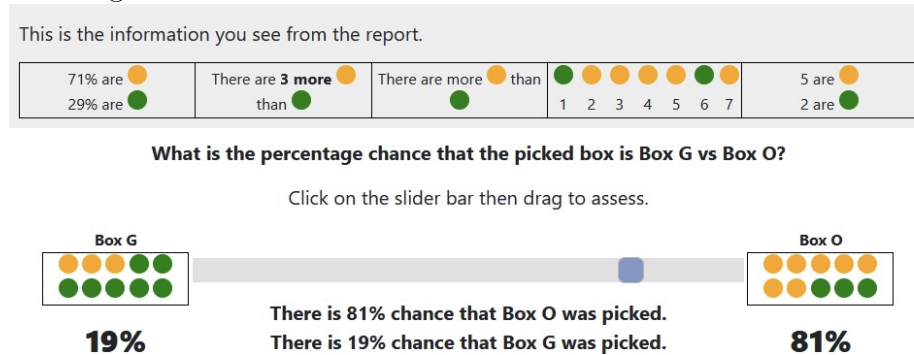 This is the information you see from the report.
71% are
29% are
There are 3 more
than
There are more than
1 2 3 4 5 6 7
5 are
2 are
What is the percentage chance that the picked box is Box G vs Box O?
Click on the slider bar then drag to assess.
Box G
Box O
There is 81% chance that Box O was picked.
There is 19% chance that Box G was picked.
19%
81%